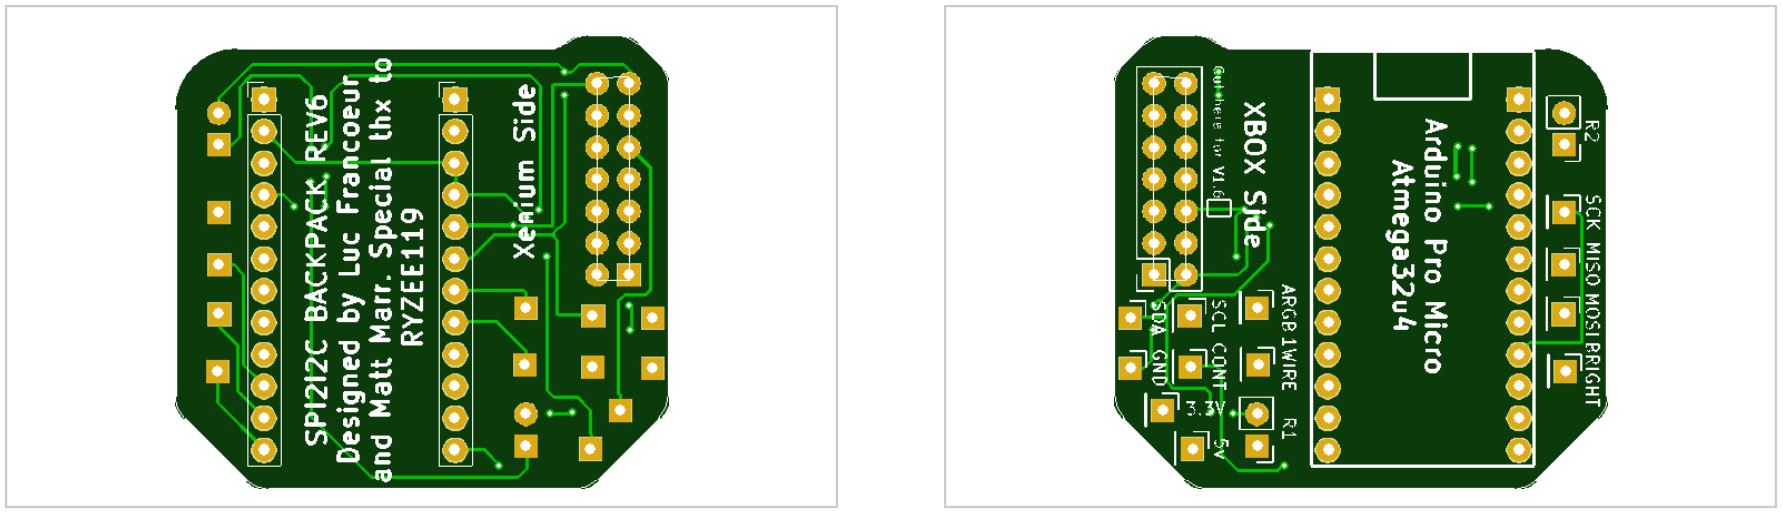 SPI2I2C BACKPACK REV6
Designed by Luc Francoeur
and Matt Marr. Special thx to
RYZEE119
Xenium Side
Cut here for V1.6
XBOX Side
Arduino Pro Micro
Atmega32u4
R2
SCK MISO MOSI BRIGHT
ARGB 1WIRE R1
SCL CONT 5v
SDA GND
3.3V